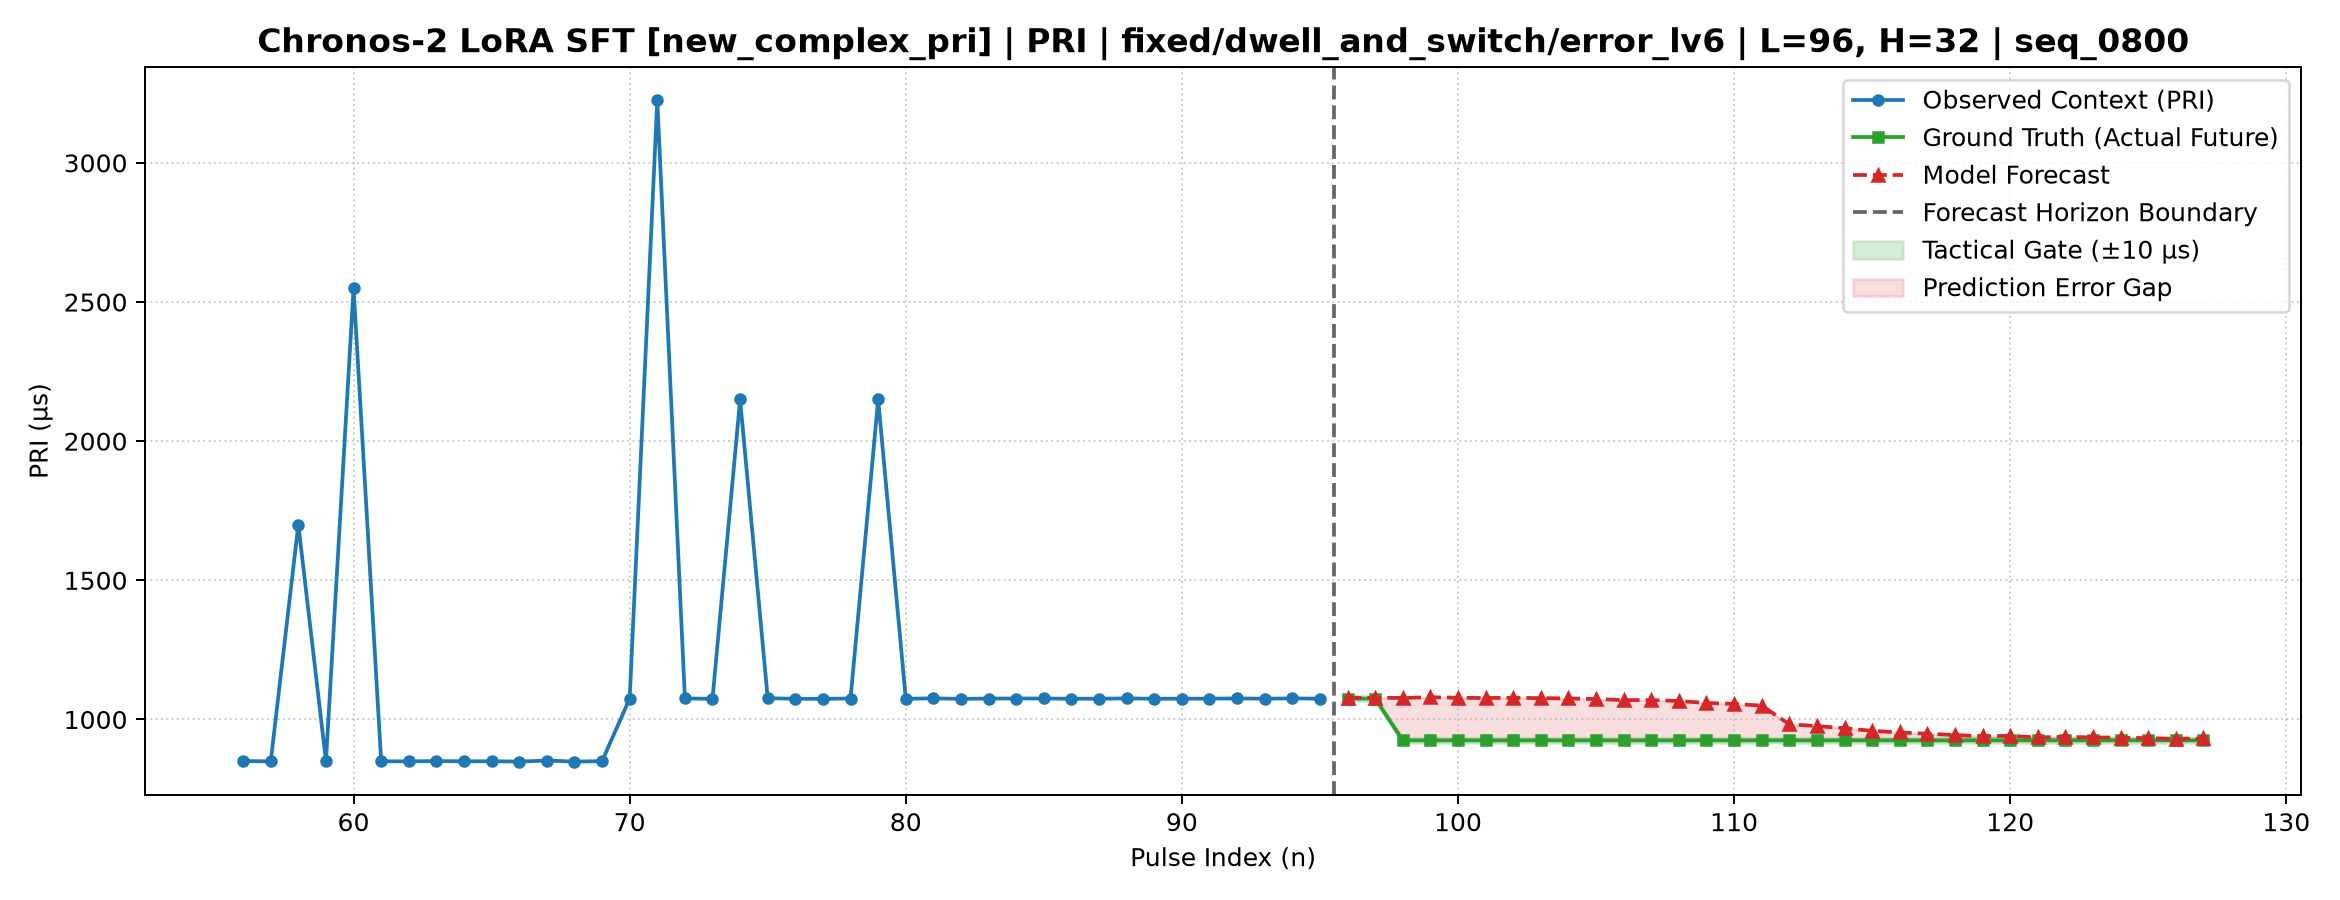 Chronos-2 LoRA SFT [new_complex_pri] | PRI | fixed/dwell_and_switch/error_lv6 | L=96, H=32 | seq_0800
Observed Context (PRI)
Ground Truth (Actual Future)
Model Forecast
Forecast Horizon Boundary
Tactical Gate (±10 µs)
Prediction Error Gap
PRI (µs)
3000
2500
2000
1500
1000
60 70 80 90 100 110 120 130
Pulse Index (n)